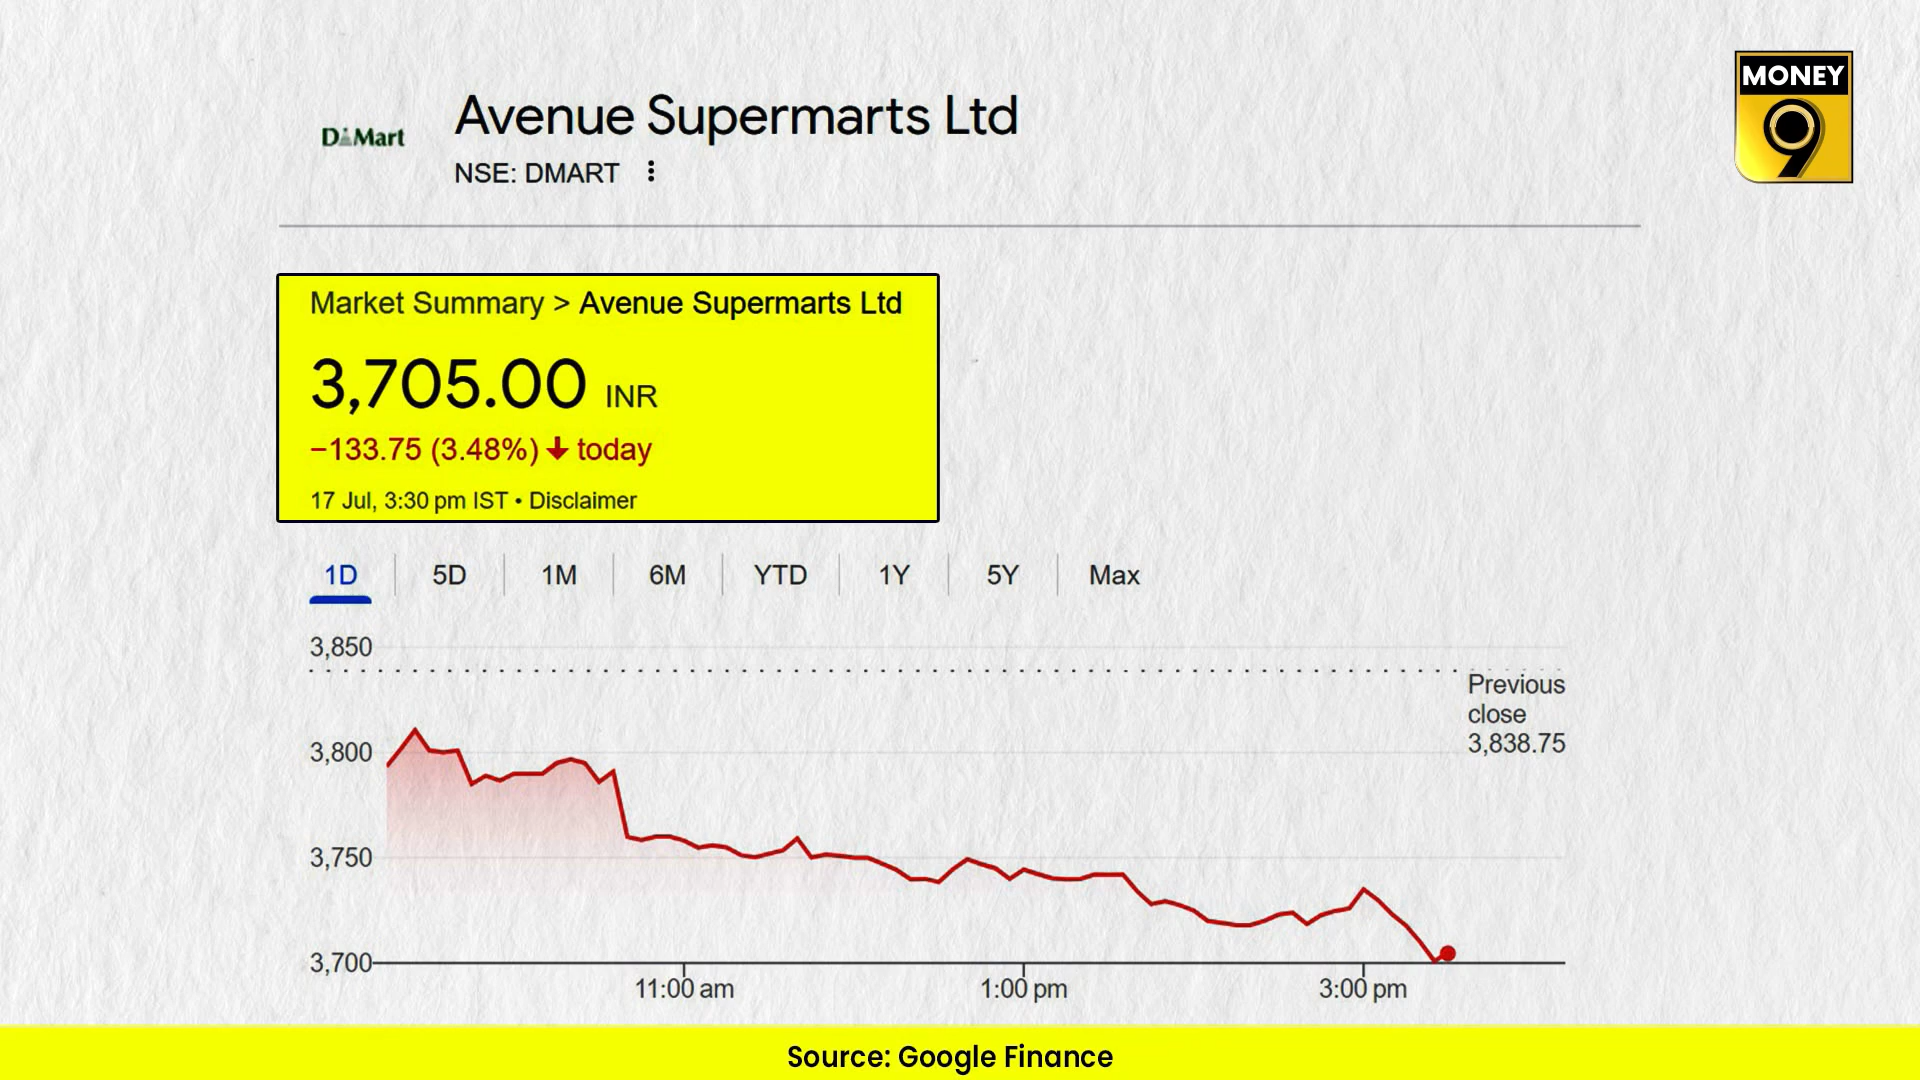 MONEY
9
D Mart
Avenue Supermarts Ltd
NSE: DMART
Market Summary > Avenue Supermarts Ltd
3,705.00 INR
−133.75 (3.48%) ↓ today
17 Jul, 3:30 pm IST • Disclaimer
1D 5D 1M 6M YTD 1Y 5Y Max
3,850
Previous
close
3,838.75
3,800
3,750
3,700
11:00 am 1:00 pm 3:00 pm
Source: Google Finance